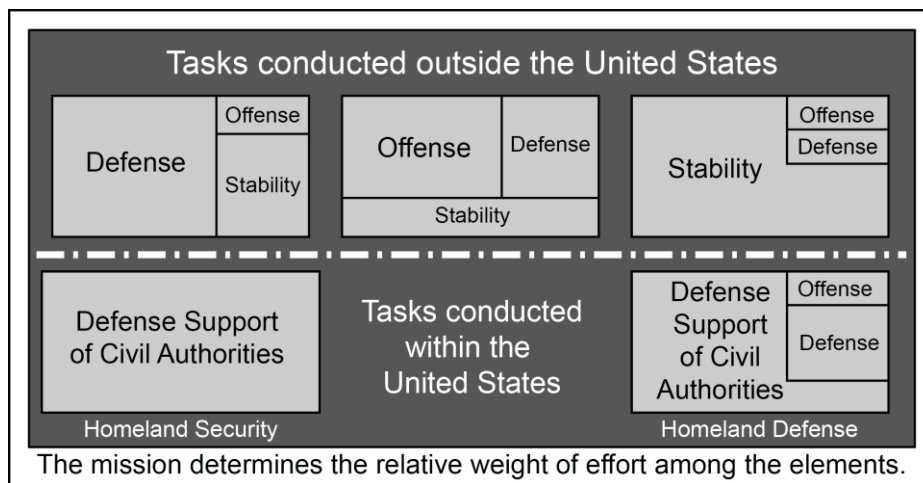 Tasks conducted outside the United States
Defense
Offense
Stability
Offense
Defense
Stability
Stability
Offense
Defense
Defense Support
of Civil Authorities
Homeland Security
Tasks conducted
within the
United States
Defense
Support
of Civil
Authorities
Offense
Defense
Homeland Defense
The mission determines the relative weight of effort among the elements.